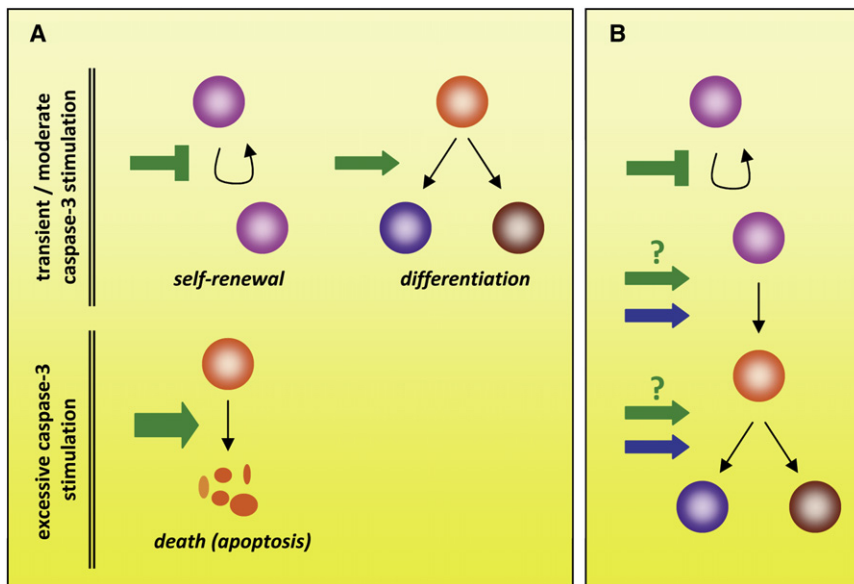 A
transient / moderate
caspase-3 stimulation
self-renewal
differentiation
excessive caspase-3
stimulation
death (apoptosis)
B
?
?